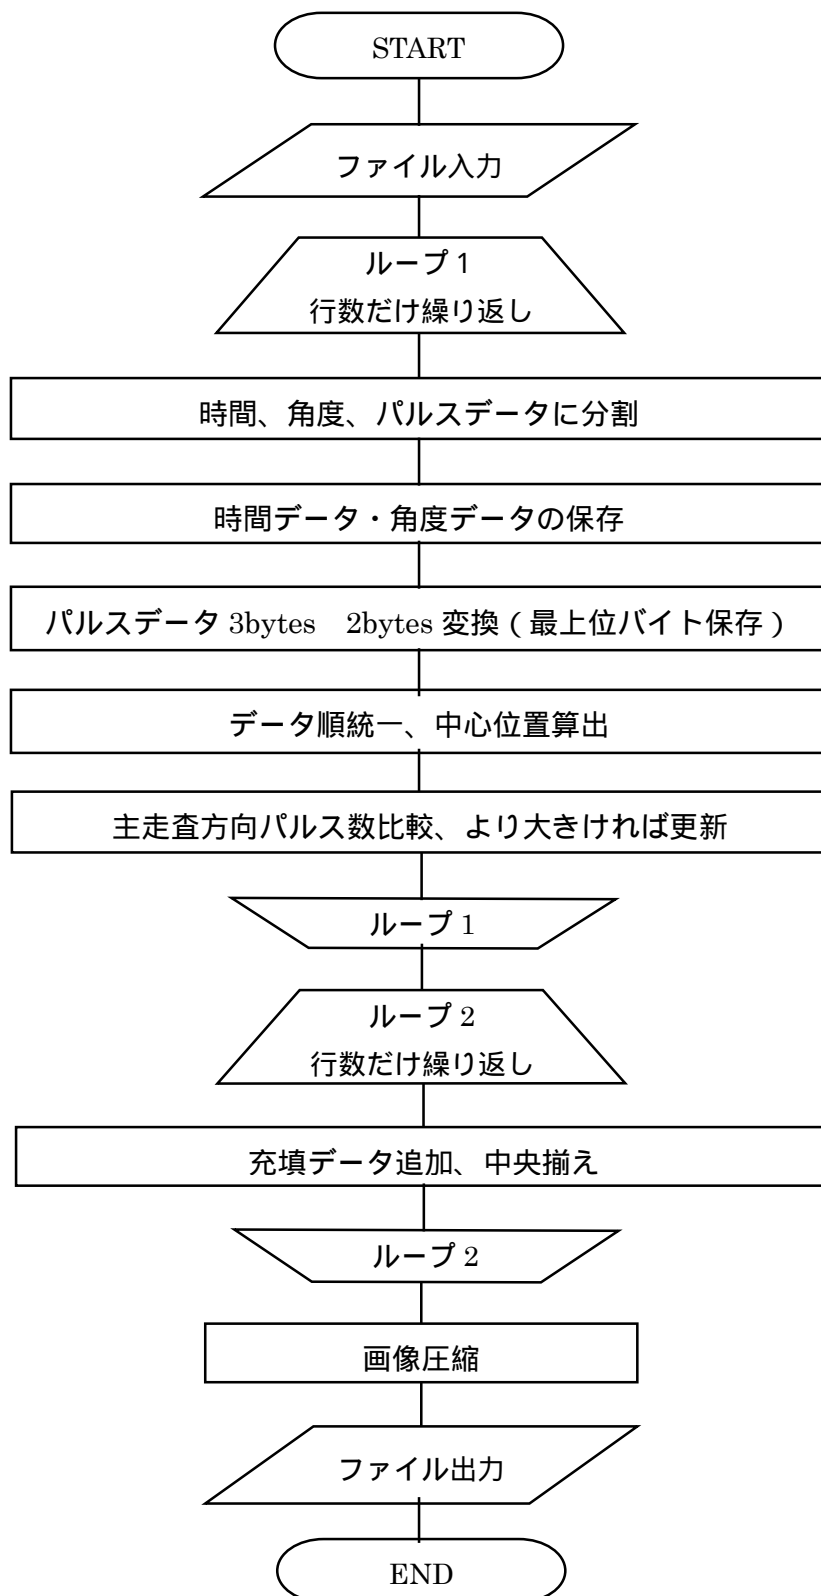 START
ファイル入力
ループ 1
行数だけ繰り返し
時間、角度、パルスデータに分割
時間データ・角度データの保存
パルスデータ 3bytes　2bytes 変換（最上位バイト保存）
データ順統一、中心位置算出
主走査方向パルス数比較、より大きければ更新
ループ 1
ループ 2
行数だけ繰り返し
充填データ追加、中央揃え
ループ 2
画像圧縮
ファイル出力
END